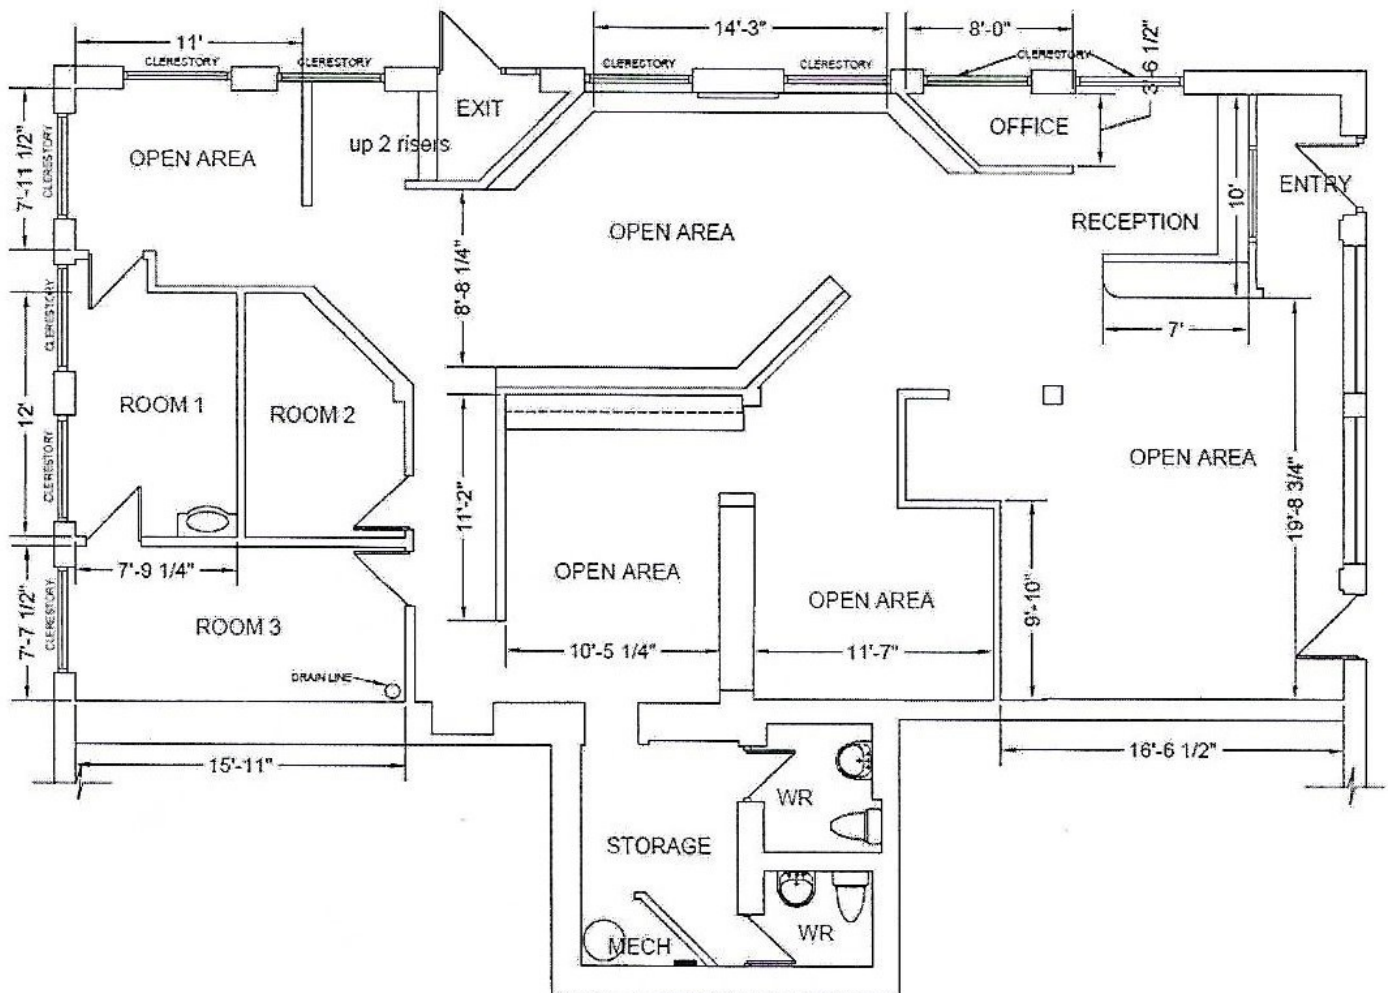 14'-3"
8'-0"
11'
3'-6 1/2"
CLERESTORY
CLERESTORY
CLERESTORY
CLERESTORY
CLERESTORY
EXIT
OFFICE
7'-11 1/2"
CLERESTORY
OPEN AREA
up 2 risers
10'
ENTRY
OPEN AREA
RECEPTION
8'-8 1/4"
CLERESTORY
7'
12'
ROOM 1
ROOM 2
CLERESTORY
OPEN AREA
11'-2"
19'-8 3/4"
7'-9 1/4"
OPEN AREA
OPEN AREA
9'-10"
7'-7 1/2"
CLERESTORY
ROOM 3
10'-5 1/4"
11'-7"
DRAIN LINE
15'-11"
16'-6 1/2"
WR
STORAGE
MECH
WR